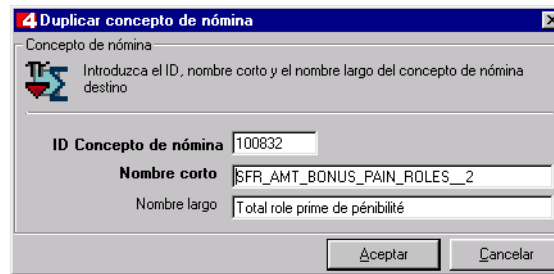 4 Duplicar concepto de nómina
Concepto de nómina
Introduzca el ID, nombre corto y el nombre largo del concepto de nómina
destino
ID Concepto de nómina 100832
Nombre corto SFR_AMT_BONUS_PAIN_ROLES__2
Nombre largo Total role prime de pénibilité
Aceptar Cancelar